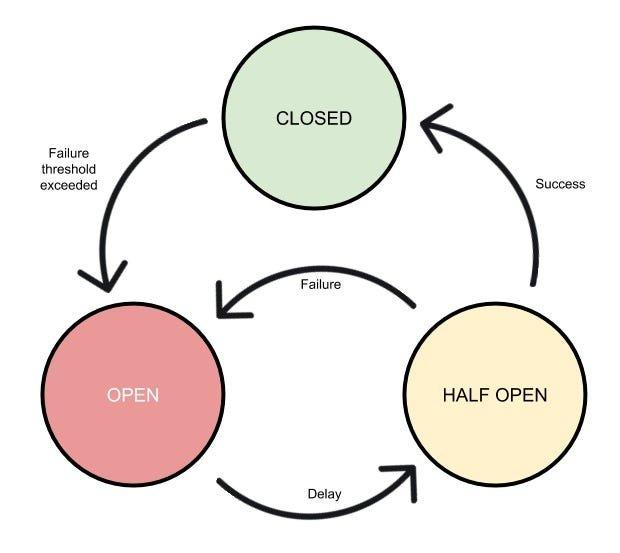 CLOSED
Failure
threshold
exceeded
Success
Failure
OPEN
HALF OPEN
Delay